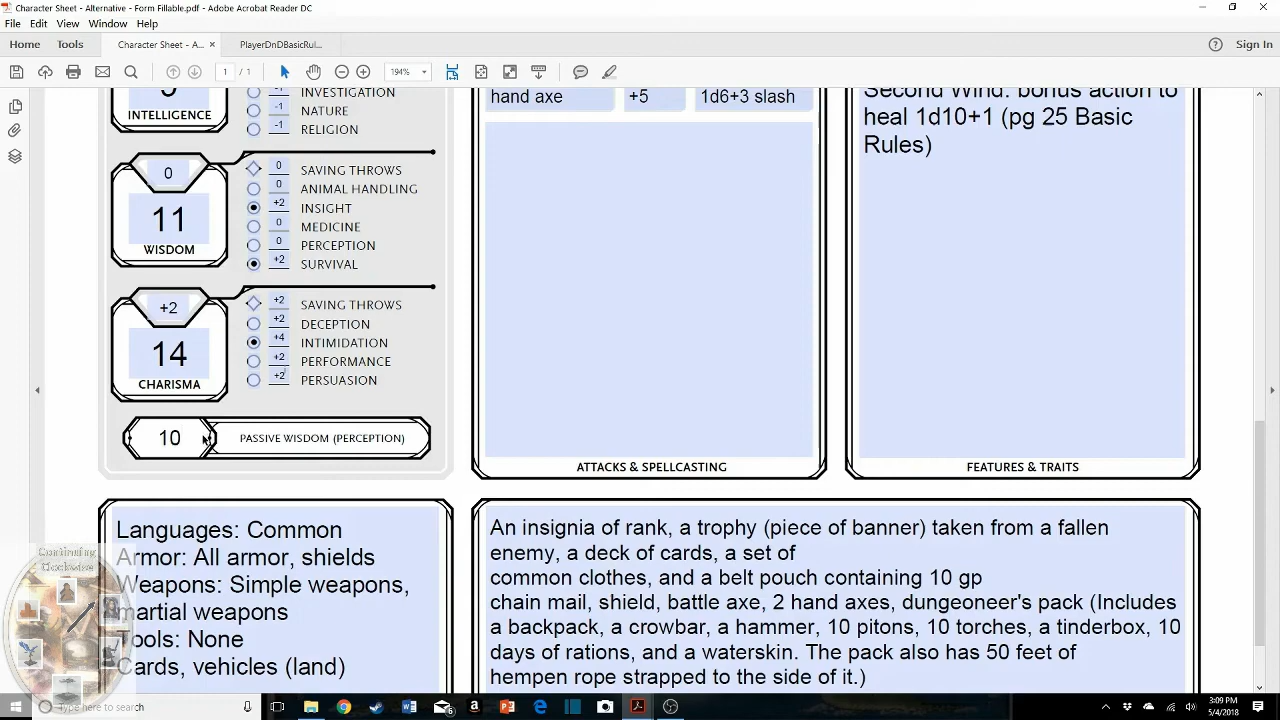 Character Sheet - Alternative - Form Fillable.pdf - Adobe Acrobat Reader DC
File Edit View Window Help
Home Tools Character Sheet - A... × PlayerDnDBasicRul... Sign In
1 / 1 194%
INTELLIGENCE
INVESTIGATION
-1 NATURE
-1 RELIGION
0
11
WISDOM
0 SAVING THROWS
0 ANIMAL HANDLING
+2 INSIGHT
0 MEDICINE
0 PERCEPTION
+2 SURVIVAL
+2
14
CHARISMA
+2 SAVING THROWS
+2 DECEPTION
+4 INTIMIDATION
+2 PERFORMANCE
+2 PERSUASION
10 PASSIVE WISDOM (PERCEPTION)
hand axe +5 1d6+3 slash
ATTACKS & SPELLCASTING
Second Wind: bonus action to
heal 1d10+1 (pg 25 Basic
Rules)
FEATURES & TRAITS
Languages: Common
Armor: All armor, shields
Weapons: Simple weapons,
martial weapons
Tools: None
Cards, vehicles (land)
An insignia of rank, a trophy (piece of banner) taken from a fallen
enemy, a deck of cards, a set of
common clothes, and a belt pouch containing 10 gp
chain mail, shield, battle axe, 2 hand axes, dungeoneer's pack (Includes
a backpack, a crowbar, a hammer, 10 pitons, 10 torches, a tinderbox, 10
days of rations, and a waterskin. The pack also has 50 feet of
hempen rope strapped to the side of it.)
Continuing
Clockwise
Type here to search
3:09 PM
5/4/2018